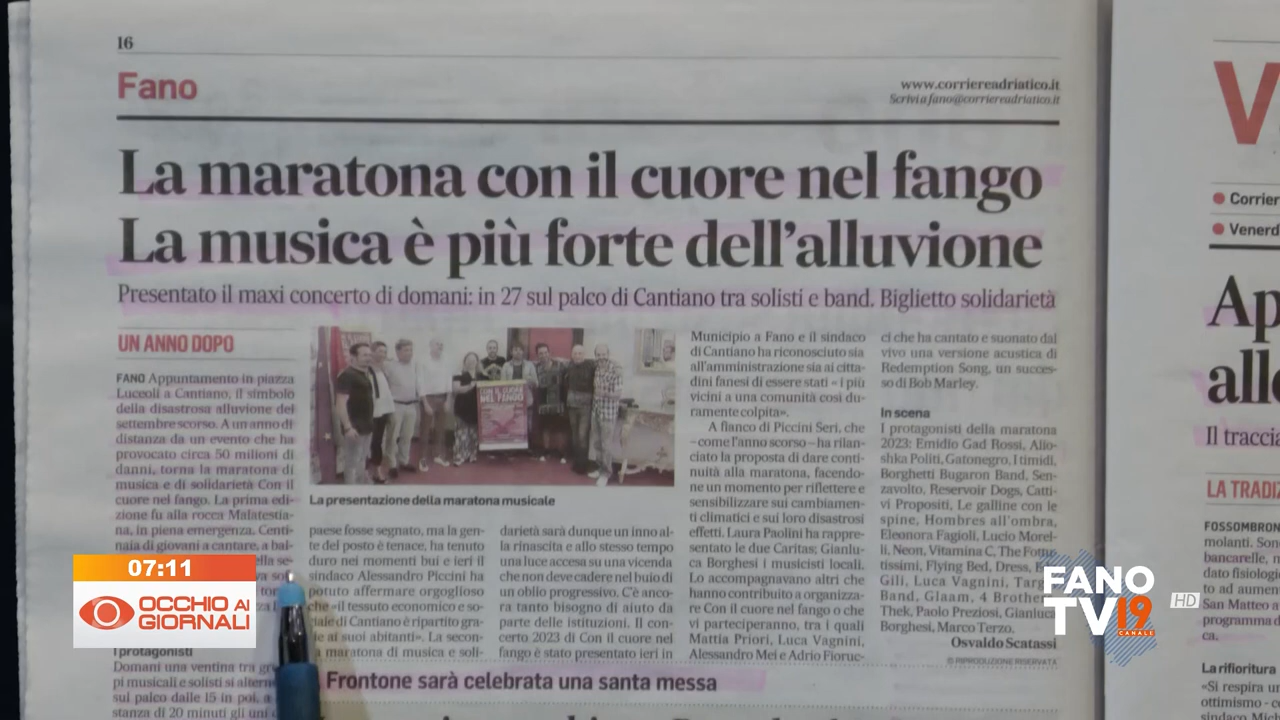 16
Fano
www.corriereadriatico.it
Scrivi a fano@corriereadriatico.it
La maratona con il cuore nel fango
La musica è più forte dell'alluvione
Presentato il maxi concerto di domani: in 27 sul palco di Cantiano tra solisti e band. Biglietto solidarietà
UN ANNO DOPO
FANO Appuntamento in piazza
Luceoli a Cantiano, il simbolo
della disastrosa alluvione del
settembre scorso. A un anno di
distanza da un evento che ha
provocato circa 50 milioni di
danni, torna la maratona di
musica e di solidarietà Con il
cuore nel fango. La prima edi-
zione fu alla rocca Malatestia-
na, in piena emergenza. Centi-
naia di giovani a cantare, a bal-
I protagonisti
Domani una ventina tra gru
pi musicali e solisti si altern
sul palco dalle 15 in poi, a
stanza di 20 minuti gli uni
CON IL CUORE
NEL FANGO
La presentazione della maratona musicale
paese fosse segnato, ma la gen-
te del posto è tenace, ha tenuto
duro nei momenti bui e ieri il
sindaco Alessandro Piccini ha
potuto affermare orgoglioso
che «il tessuto economico e so-
iale di Cantiano è ripartito gra-
ie ai suoi abitanti». La secon-
a maratona di musica e soli-
darietà sarà dunque un inno al-
la rinascita e allo stesso tempo
una luce accesa su una vicenda
che non deve cadere nel buio di
un oblio progressivo. C'è anco-
ra tanto bisogno di aiuto da
parte delle istituzioni. Il con-
certo 2023 di Con il cuore nel
fango è stato presentato ieri in
Municipio a Fano e il sindaco
di Cantiano ha riconosciuto sia
all'amministrazione sia ai citta-
dini fanesi di essere stati «i più
vicini a una comunità così du-
ramente colpita».
A fianco di Piccini Seri, che
–come l'anno scorso – ha rilan-
ciato la proposta di dare conti-
nuità alla maratona, facendo-
ne un momento per riflettere e
sensibilizzare sui cambiamen-
ti climatici e sui loro disastrosi
effetti. Laura Paolini ha rappre-
sentato le due Caritas; Gianlu-
ca Borghesi i musicisti locali.
Lo accompagnavano altri che
hanno contribuito a organizza-
re Con il cuore nel fango o che
vi parteciperanno, tra i quali
Mattia Priori, Luca Vagnini,
Alessandro Mei e Adrio Fioruc-
ci che ha cantato e suonato dal
vivo una versione acustica di
Redemption Song, un succes-
so di Bob Marley.
In scena
I protagonisti della maratona
2023: Emidio Gad Rossi, Alio-
shka Politi, Gatonegro, I timidi,
Borghetti Bugaron Band, Sen-
zavolto, Reservoir Dogs, Catti-
vi Propositi, Le galline con le
spine, Hombres all'ombra,
Eleonora Fagioli, Lucio Morel-
li, Neon, Vitamina C, The Fottu
tissimi, Flying Bed, Dress, F
Gili, Luca Vagnini, Targ
Band, Glaam, 4 Brother
Thek, Paolo Preziosi, Gianluc
Borghesi, Marco Terzo.
Osvaldo Scatassi
© RIPRODUZIONE RISERVATA
Frontone sarà celebrata una santa messa
V
Corrier
Venerd
Ap
allo
Il traccia
LA TRADIZ
FOSSOMBRON
molanti. Sono
bancarelle, n
dato fisiolog
to ad aumen
San Matteo a
programma d
ca.
La rifioritura
«Si respira un
ottimismo - c
sindaco Mich
07:11
OCCHIO AI
GIORNALI
FANO
TV 19
CANALE
HD